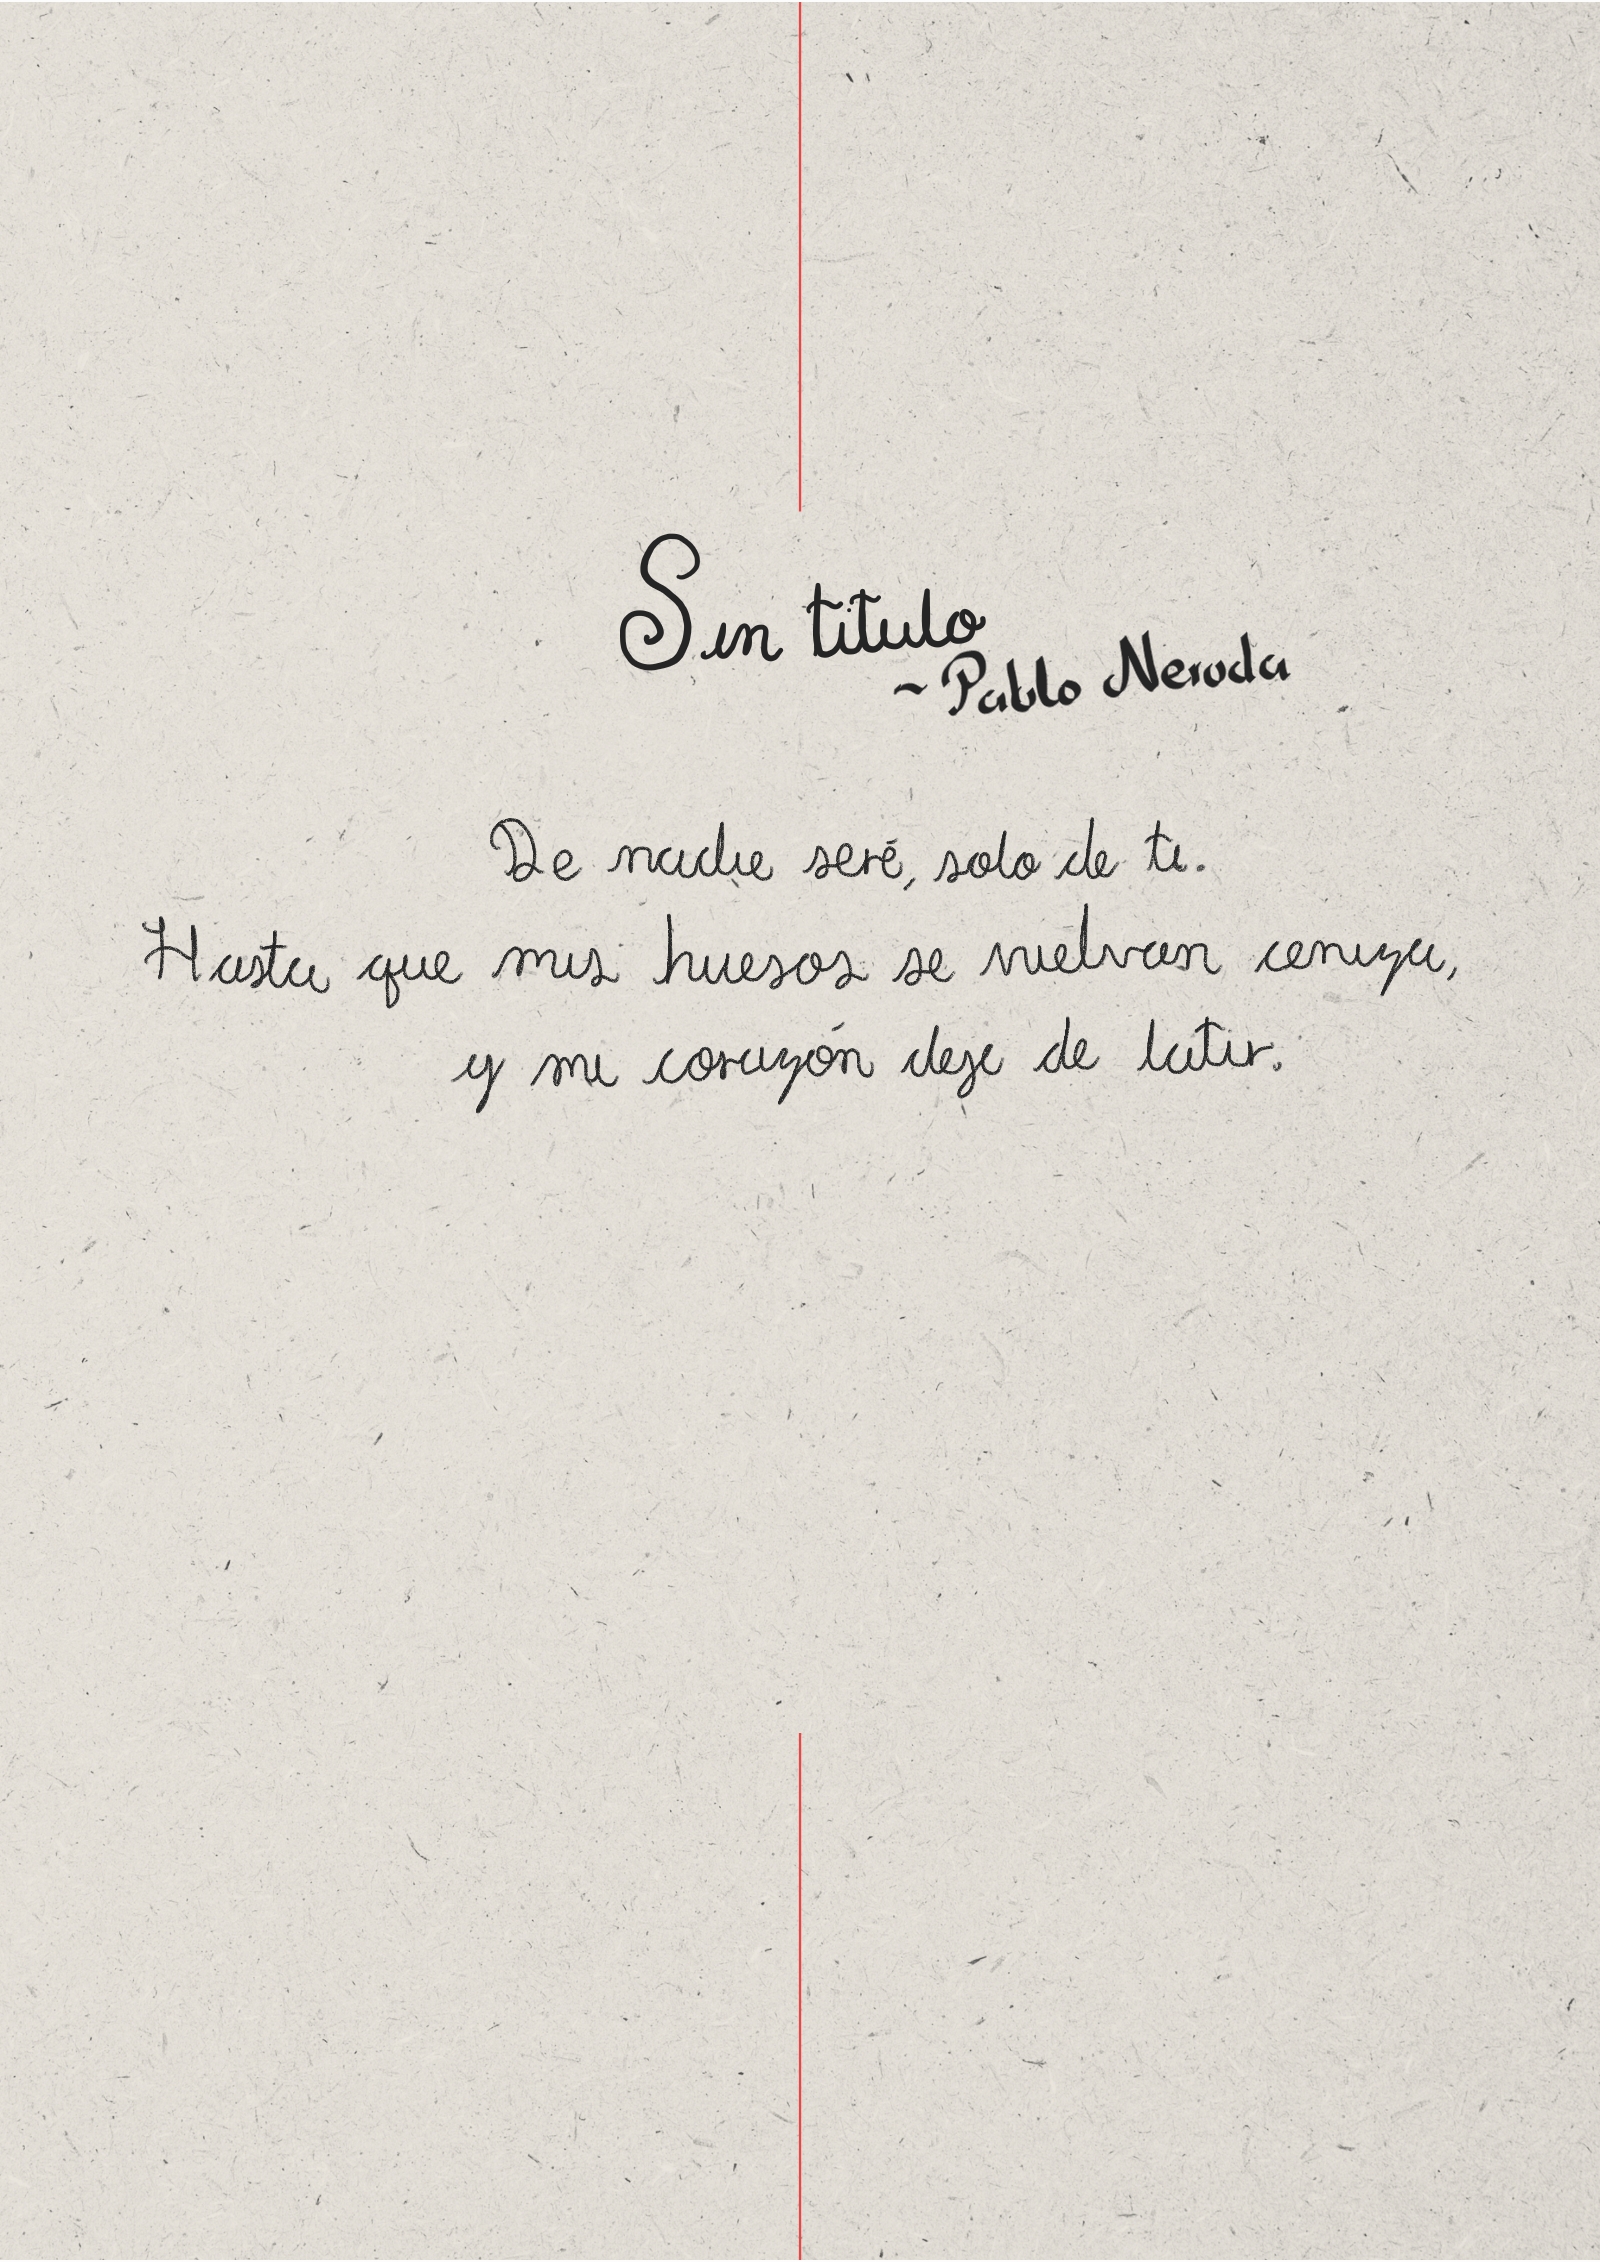 Sin titulo
~ Pablo Neruda
De nadie seré, solo de ti.
Hasta que mis huesos se vuelvan ceniza,
y mi corazón deje de latir.